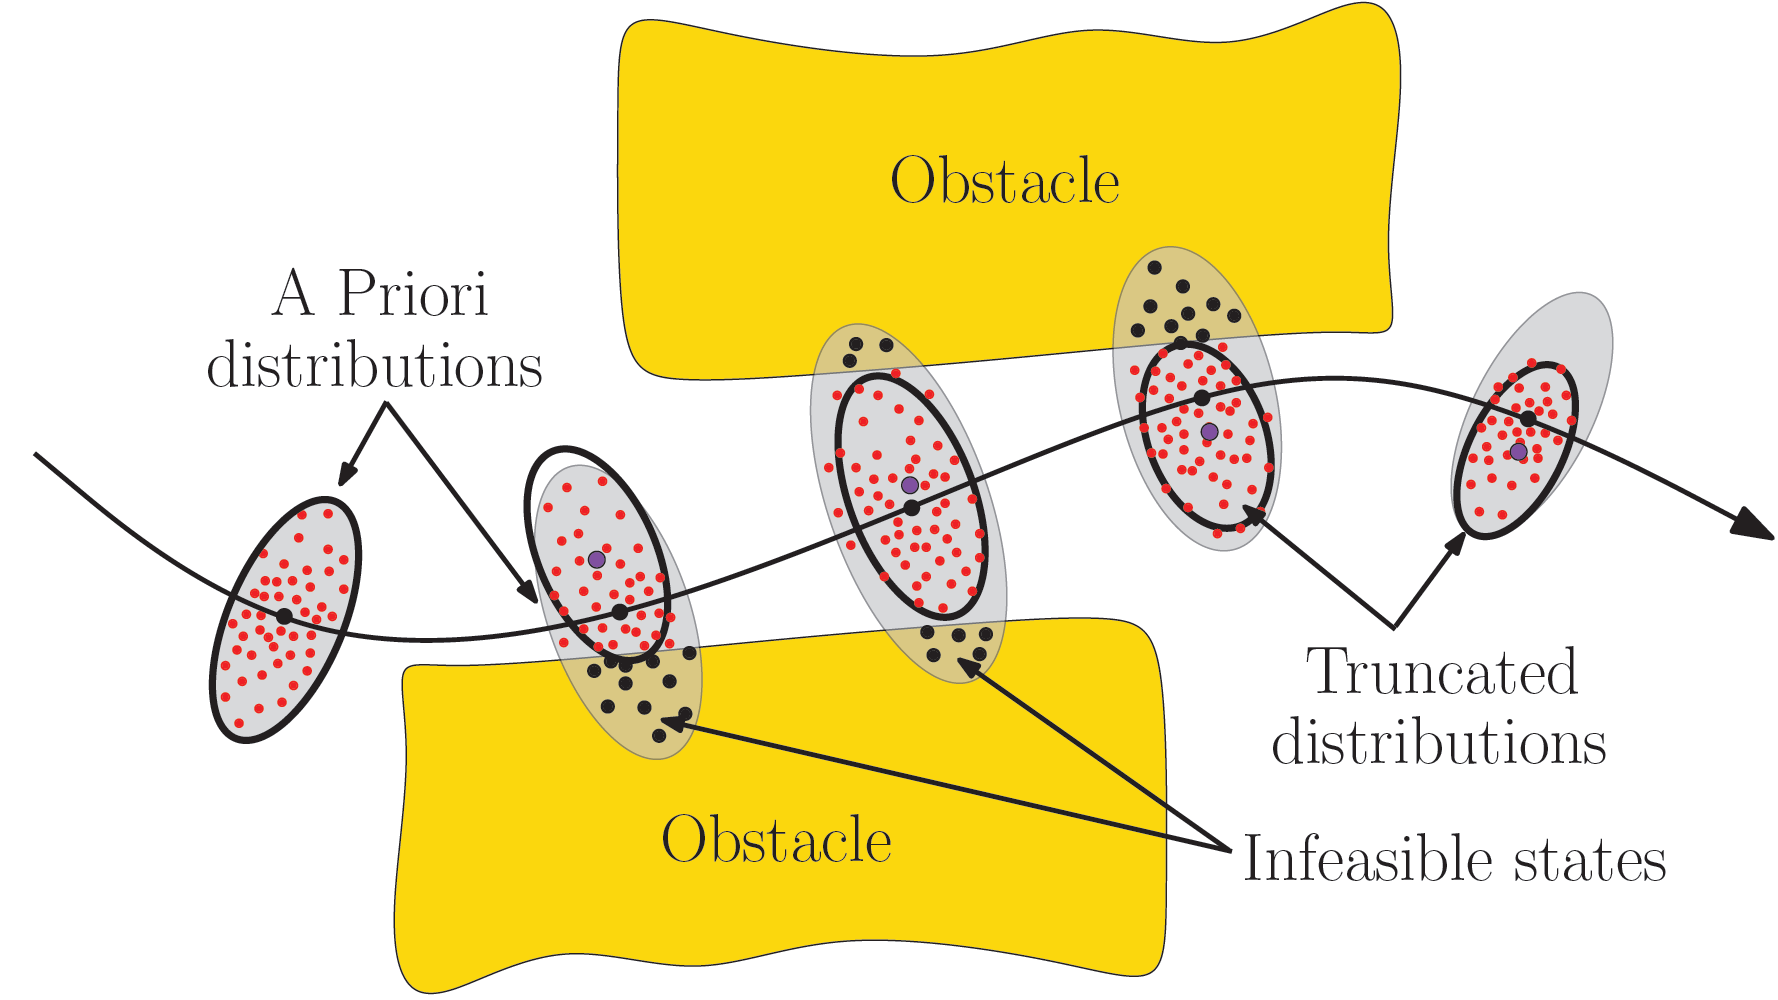 Obstacle
A Priori
distributions
Truncated
distributions
Obstacle
Infeasible states